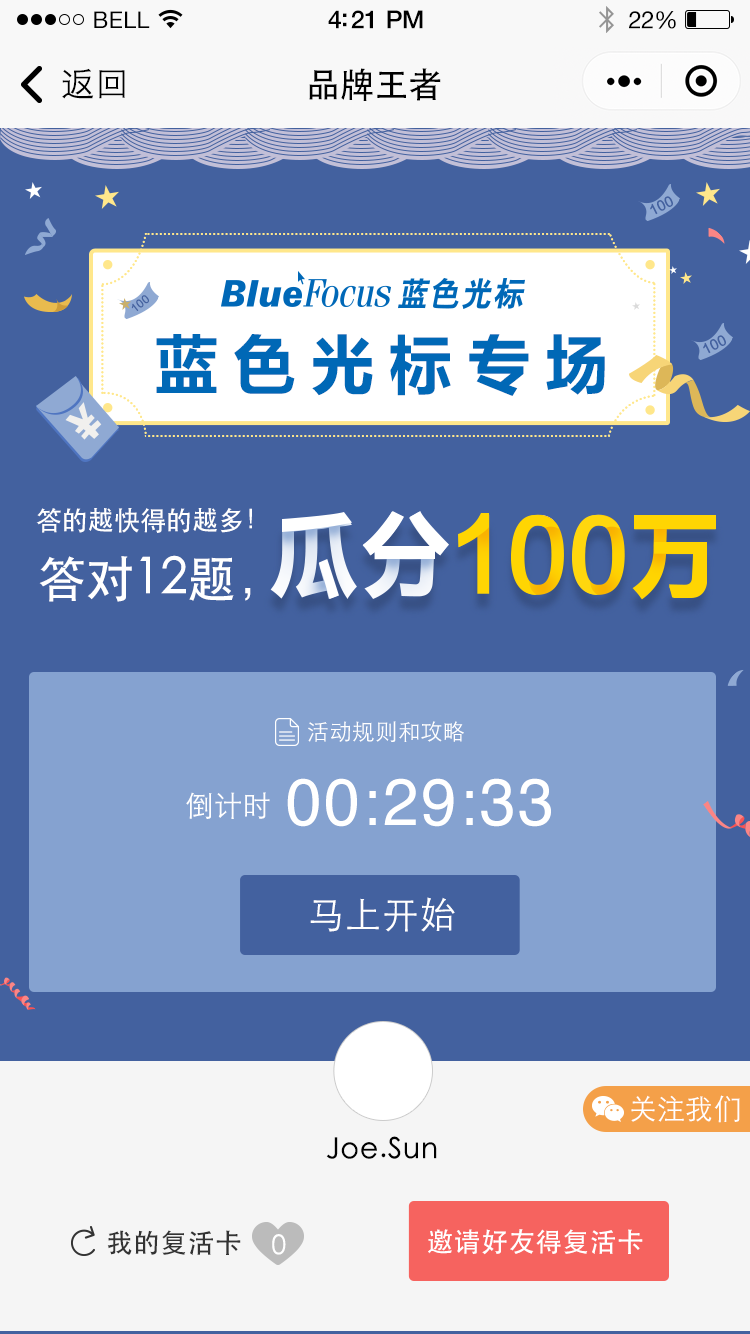 BELL 4:21 PM 22%
返回 品牌王者
100
100
BlueFocus 蓝色光标
100
蓝色光标专场
¥
答的越快得的越多!
答对12题,瓜分100万
活动规则和攻略
倒计时 00:29:33
马上开始
关注我们
Joe.Sun
我的复活卡 0 邀请好友得复活卡